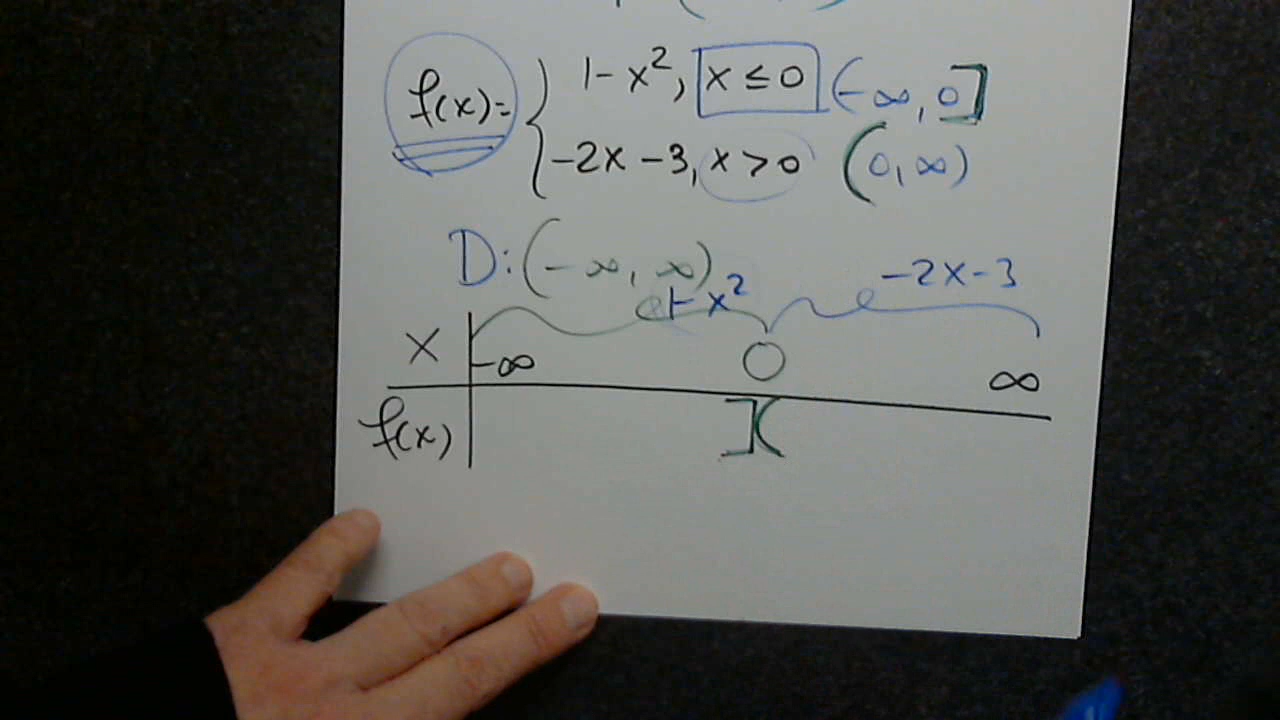 f(x)= { 1-x², x ≤ 0 (-∞, 0]
-2x-3, x > 0 (0, ∞)
D: (-∞, ∞)
1-x² -2x-3
x -∞ 0 ∞
f(x) ](